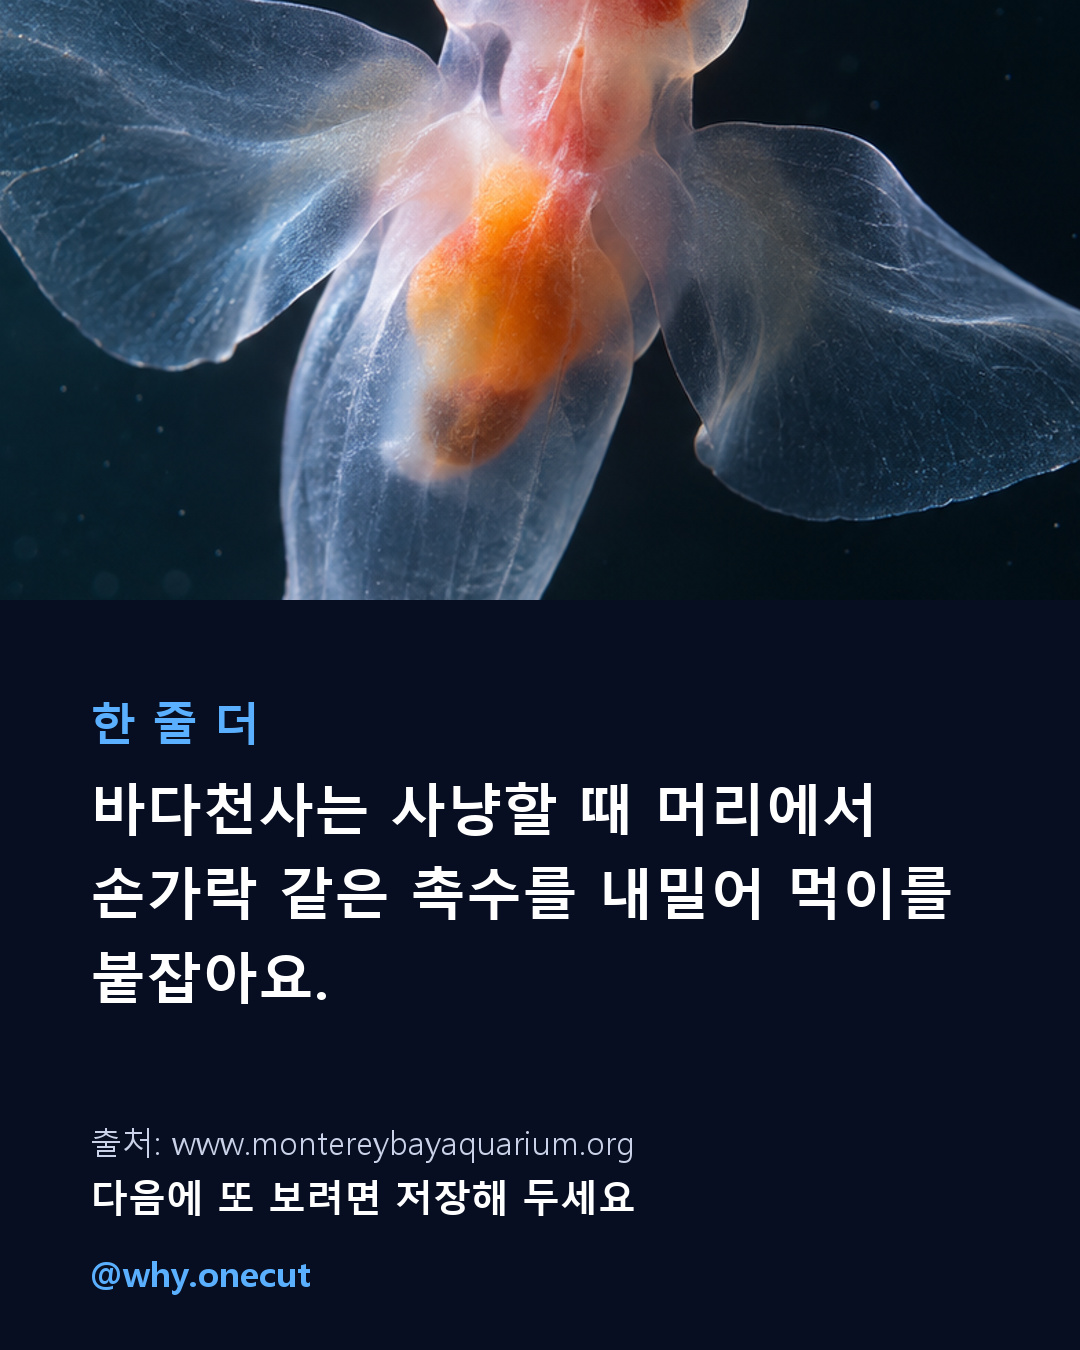 한 줄 더
바다천사는 사냥할 때 머리에서
손가락 같은 촉수를 내밀어 먹이를
붙잡아요.
출처: www.montereybayaquarium.org
다음에 또 보려면 저장해 두세요
@why.onecut